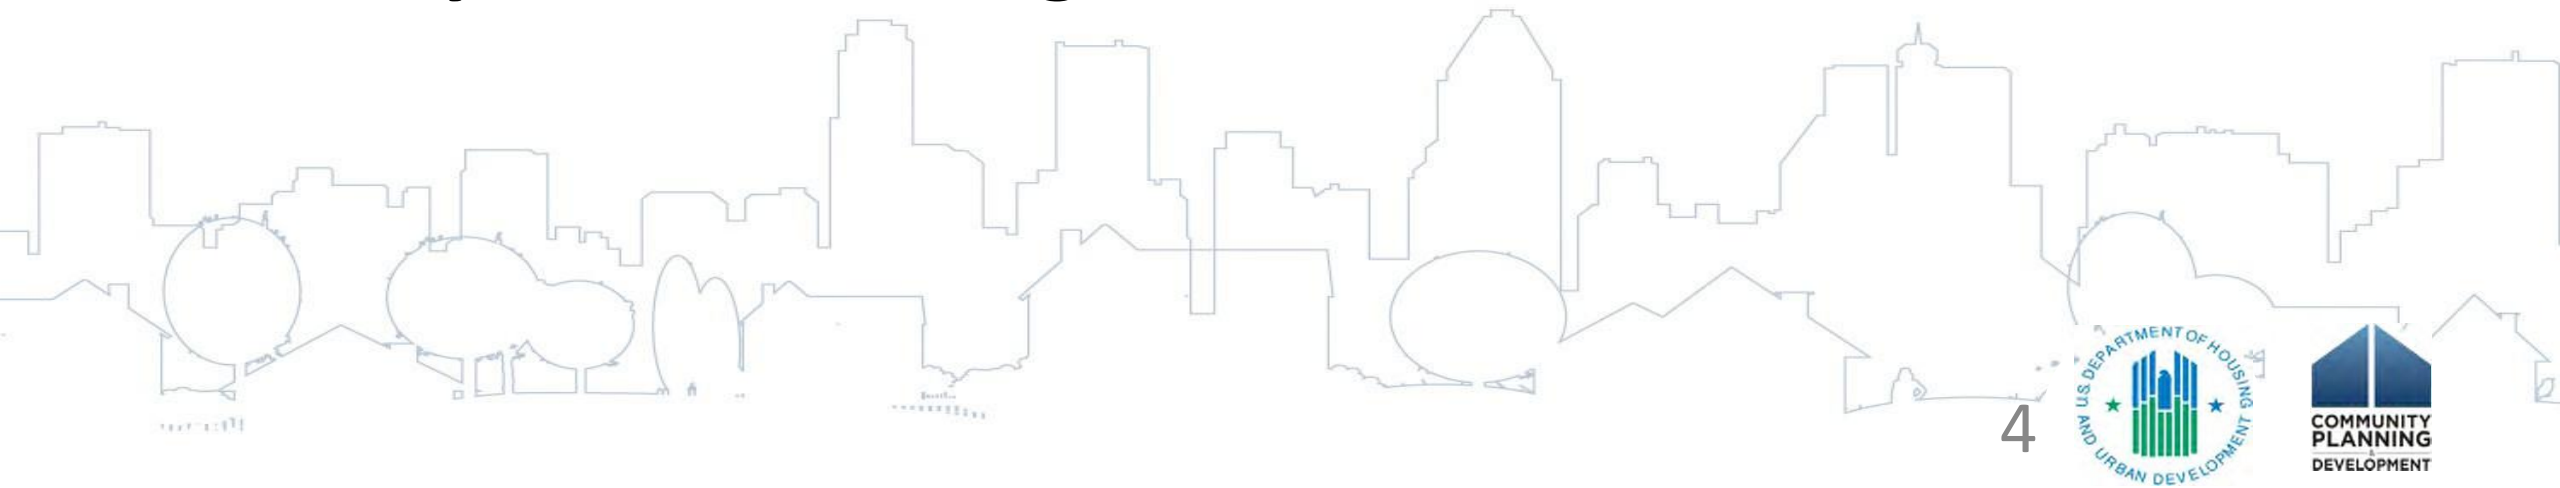 4
U.S. DEPARTMENT OF HOUSING AND URBAN DEVELOPMENT
COMMUNITY
PLANNING
&
DEVELOPMENT